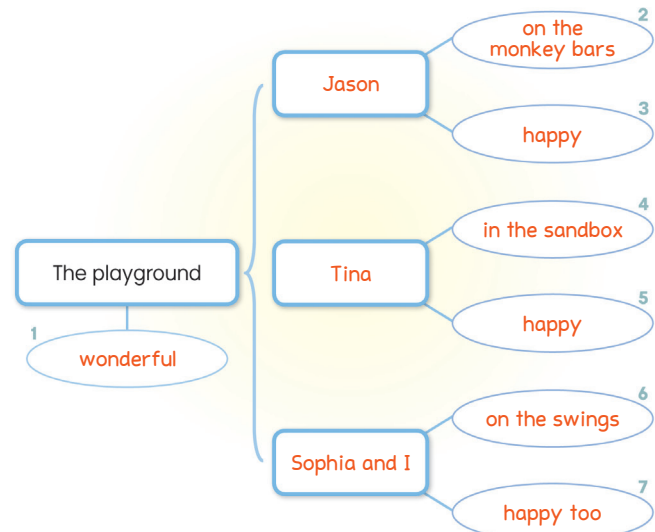 The playground
1
wonderful
Jason
2
on the
monkey bars
3
happy
Tina
4
in the sandbox
5
happy
Sophia and I
6
on the swings
7
happy too